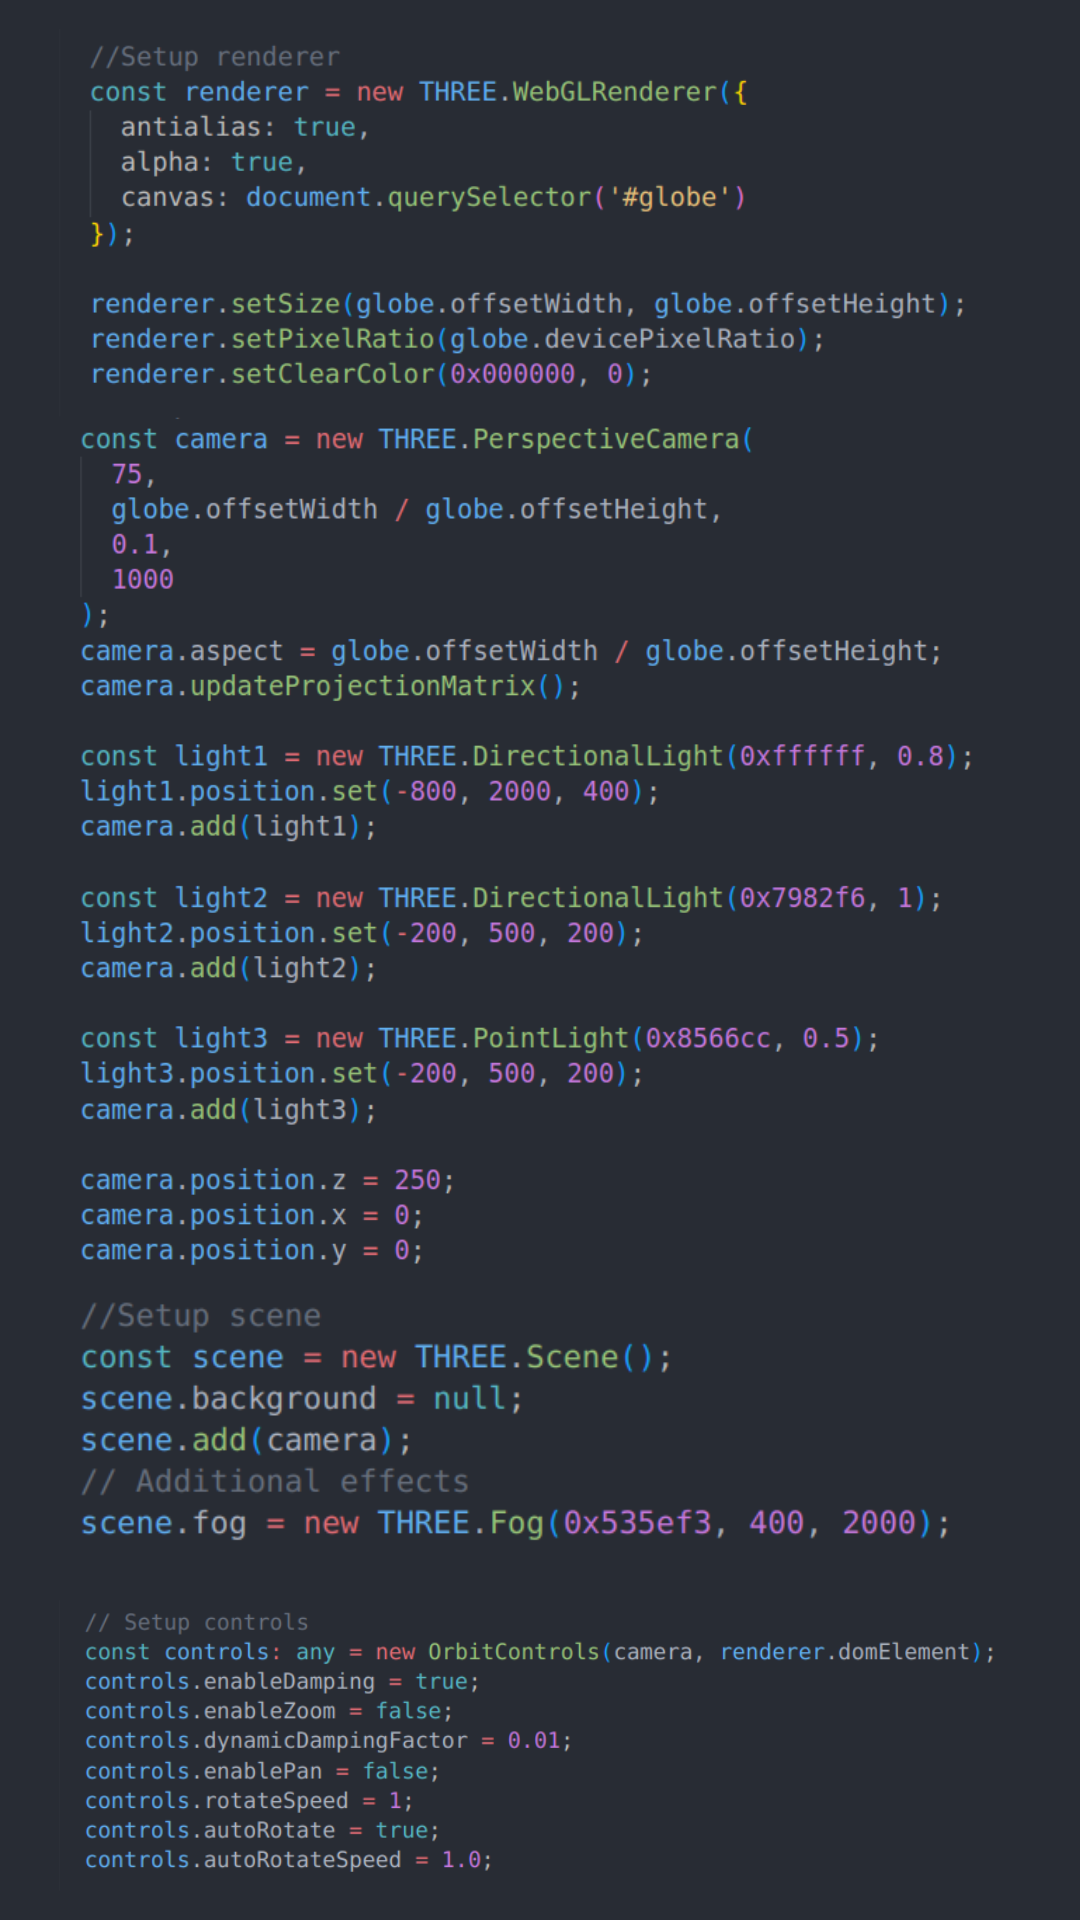 //Setup renderer
const renderer = new THREE.WebGLRenderer({
  antialias: true,
  alpha: true,
  canvas: document.querySelector('#globe')
});
renderer.setSize(globe.offsetWidth, globe.offsetHeight);
renderer.setPixelRatio(globe.devicePixelRatio);
renderer.setClearColor(0x000000, 0);
const camera = new THREE.PerspectiveCamera(
  75,
  globe.offsetWidth / globe.offsetHeight,
  0.1,
  1000
);
camera.aspect = globe.offsetWidth / globe.offsetHeight;
camera.updateProjectionMatrix();
const light1 = new THREE.DirectionalLight(0xffffff, 0.8);
light1.position.set(-800, 2000, 400);
camera.add(light1);
const light2 = new THREE.DirectionalLight(0x7982f6, 1);
light2.position.set(-200, 500, 200);
camera.add(light2);
const light3 = new THREE.PointLight(0x8566cc, 0.5);
light3.position.set(-200, 500, 200);
camera.add(light3);
camera.position.z = 250;
camera.position.x = 0;
camera.position.y = 0;
//Setup scene
const scene = new THREE.Scene();
scene.background = null;
scene.add(camera);
// Additional effects
scene.fog = new THREE.Fog(0x535ef3, 400, 2000);
// Setup controls
const controls: any = new OrbitControls(camera, renderer.domElement);
controls.enableDamping = true;
controls.enableZoom = false;
controls.dynamicDampingFactor = 0.01;
controls.enablePan = false;
controls.rotateSpeed = 1;
controls.autoRotate = true;
controls.autoRotateSpeed = 1.0;